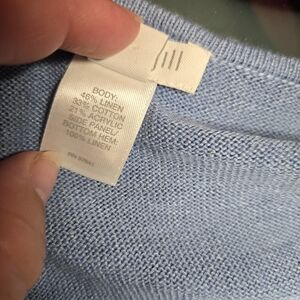 BODY:
46% LINEN
33% COTTON
21% ACRYLIC
SIDE PANEL/
BOTTOM HEM:
100% LINEN